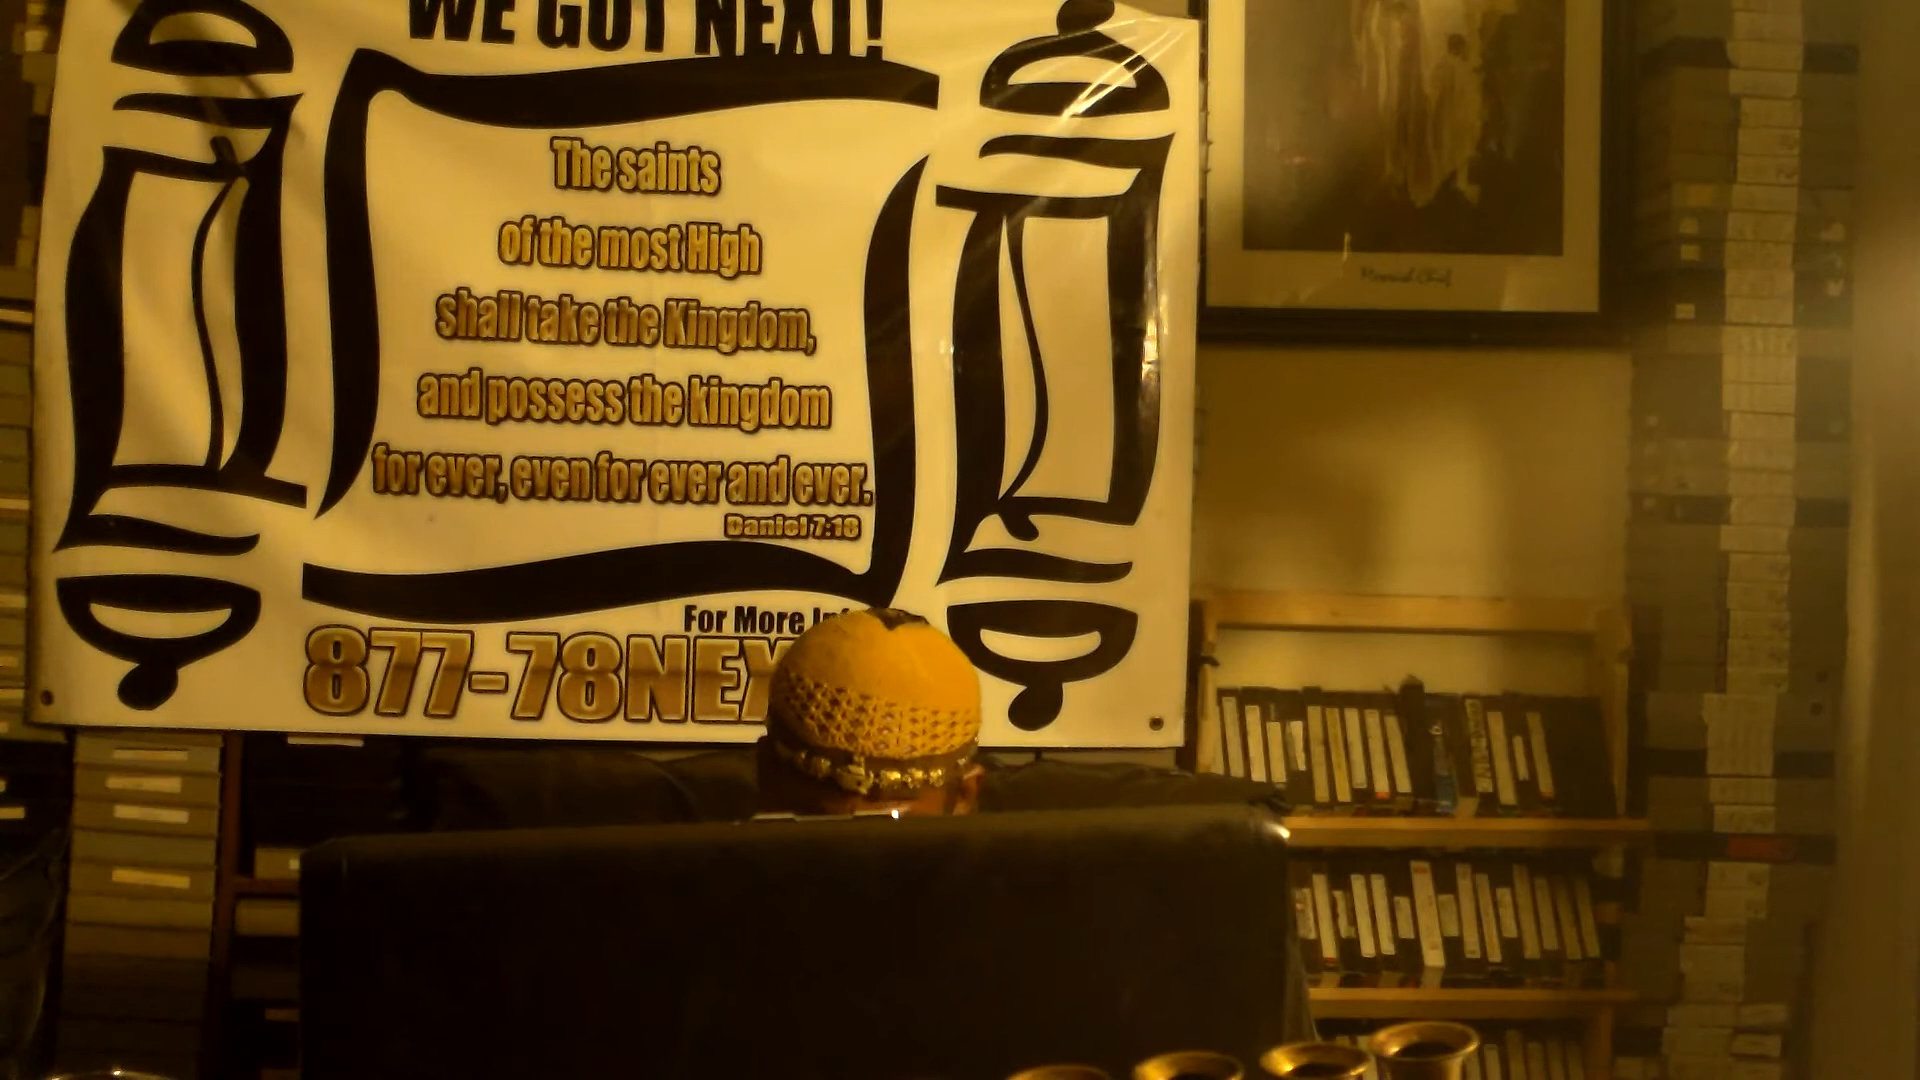 WE GOT NEXT!
The saints
of the most High
shall take the Kingdom,
and possess the kingdom
for ever, even for ever and ever.
Daniel 7:18
For More
877-78NEX